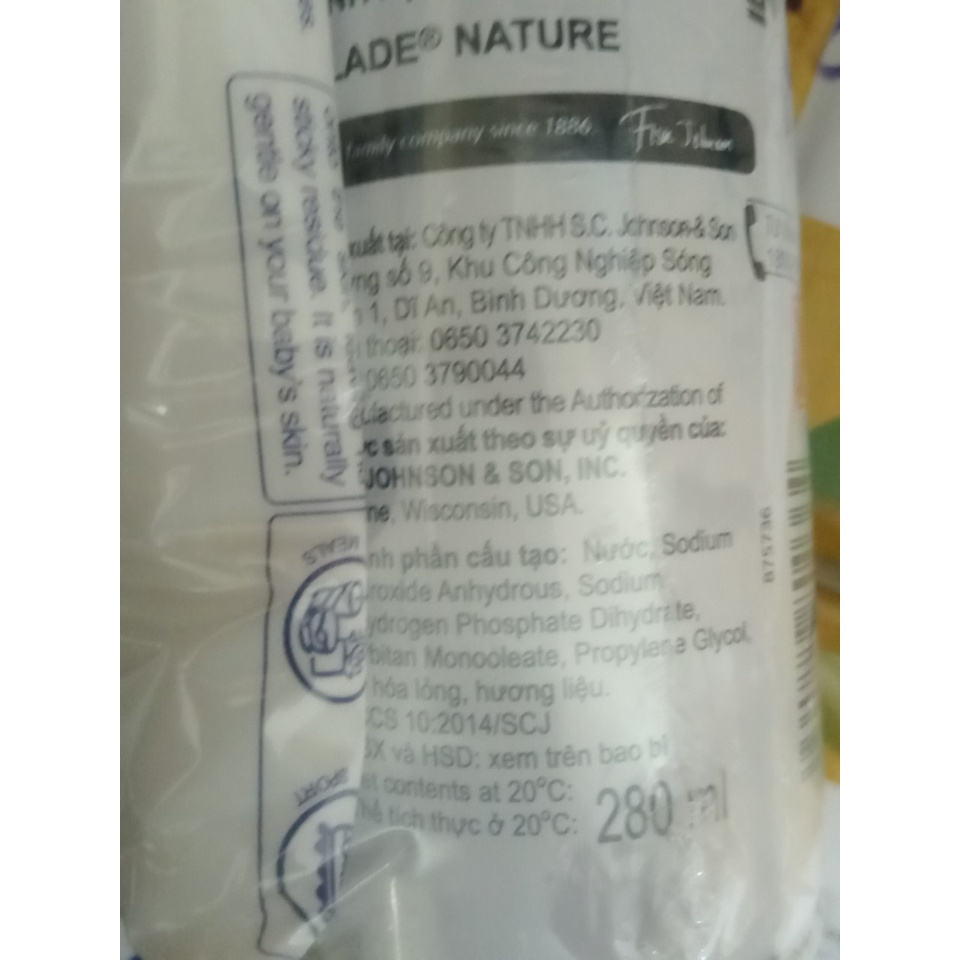 LADE® NATURE
family company since 1886
xuất tại: Công ty TNHH S.C. Johnson & Son
ng số 9, Khu Công Nghiệp Sóng
1, Dĩ An, Bình Dương, Việt Nam.
thoại: 0650 3742230
0650 3790044
ufactured under the Authorization of
sản xuất theo sự uỷ quyền của:
JOHNSON & SON, INC.
ne, Wisconsin, USA.
nh phần cấu tạo: Nước, Sodium
roxide Anhydrous, Sodium
ydrogen Phosphate Dihydrate,
bitan Monooleate, Propylene Glycol,
hóa lỏng, hương liệu.
CS 10:2014/SCJ
SX và HSD: xem trên bao bì
contents at 20°C:
tích thực ở 20°C: 280 ml
875736
sticky residue. It is naturally
gentle on your baby's skin.
MEALS
SPORT